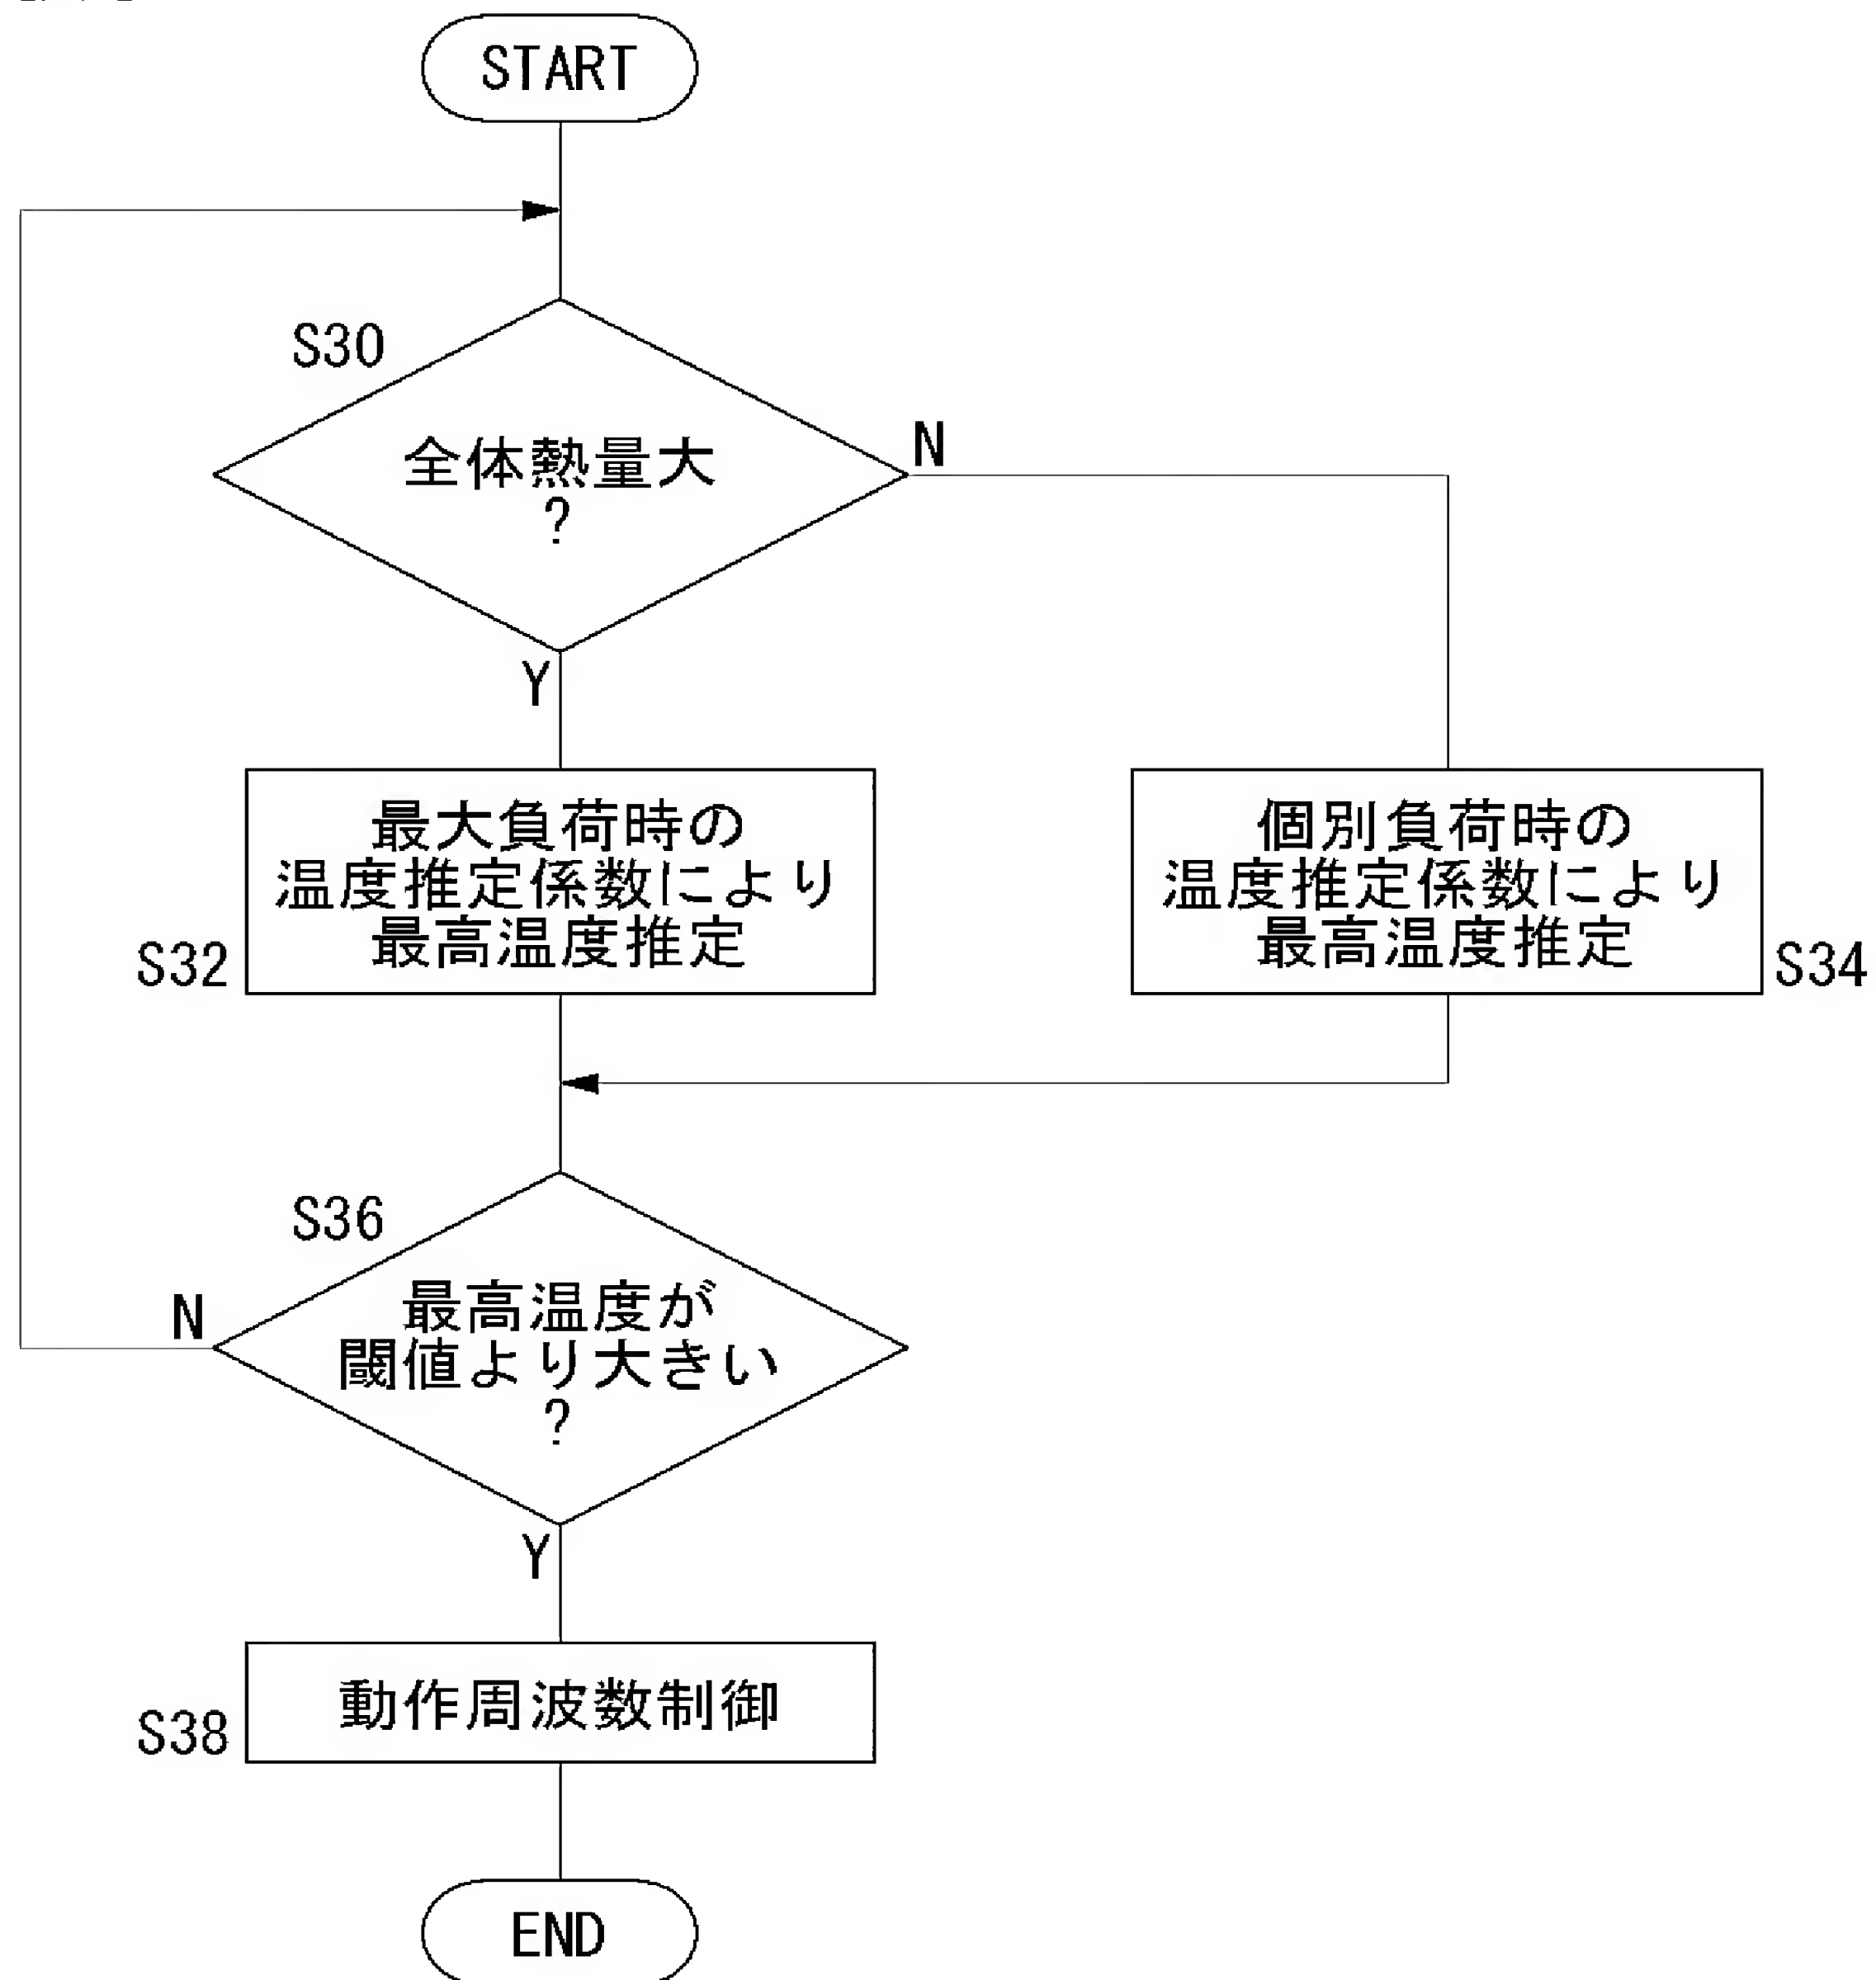 START
S30
全体熱量大
?
N
Y
最大負荷時の
温度推定係数により
最高温度推定
S32
個別負荷時の
温度推定係数により
最高温度推定
S34
S36
最高温度が
閾値より大きい
?
N
Y
動作周波数制御
S38
END